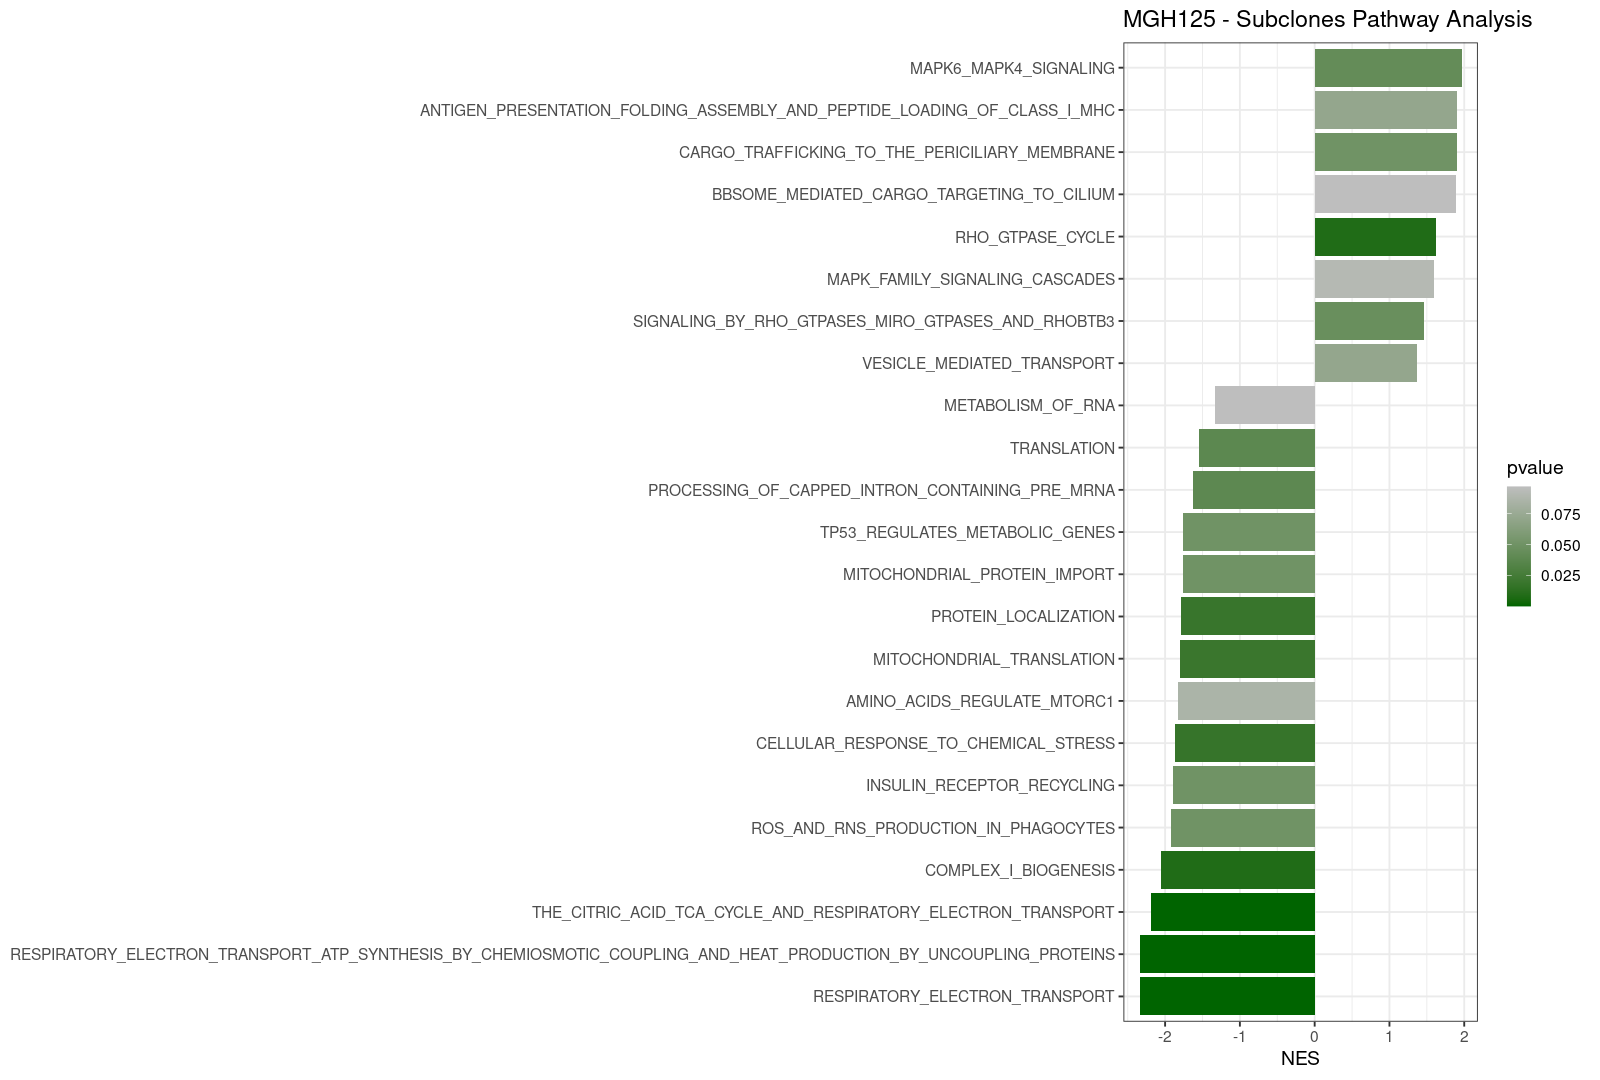 MGH125 - Subclones Pathway Analysis
MAPK6_MAPK4_SIGNALING
ANTIGEN_PRESENTATION_FOLDING_ASSEMBLY_AND_PEPTIDE_LOADING_OF_CLASS_I_MHC
CARGO_TRAFFICKING_TO_THE_PERICILIARY_MEMBRANE
BBSOME_MEDIATED_CARGO_TARGETING_TO_CILIUM
RHO_GTPASE_CYCLE
MAPK_FAMILY_SIGNALING_CASCADES
SIGNALING_BY_RHO_GTPASES_MIRO_GTPASES_AND_RHOBTB3
VESICLE_MEDIATED_TRANSPORT
METABOLISM_OF_RNA
TRANSLATION
PROCESSING_OF_CAPPED_INTRON_CONTAINING_PRE_MRNA
TP53_REGULATES_METABOLIC_GENES
MITOCHONDRIAL_PROTEIN_IMPORT
PROTEIN_LOCALIZATION
MITOCHONDRIAL_TRANSLATION
AMINO_ACIDS_REGULATE_MTORC1
CELLULAR_RESPONSE_TO_CHEMICAL_STRESS
INSULIN_RECEPTOR_RECYCLING
ROS_AND_RNS_PRODUCTION_IN_PHAGOCYTES
COMPLEX_I_BIOGENESIS
THE_CITRIC_ACID_TCA_CYCLE_AND_RESPIRATORY_ELECTRON_TRANSPORT
RESPIRATORY_ELECTRON_TRANSPORT_ATP_SYNTHESIS_BY_CHEMIOSMOTIC_COUPLING_AND_HEAT_PRODUCTION_BY_UNCOUPLING_PROTEINS
RESPIRATORY_ELECTRON_TRANSPORT
-2 -1 0 1 2
NES
pvalue
0.075
0.050
0.025